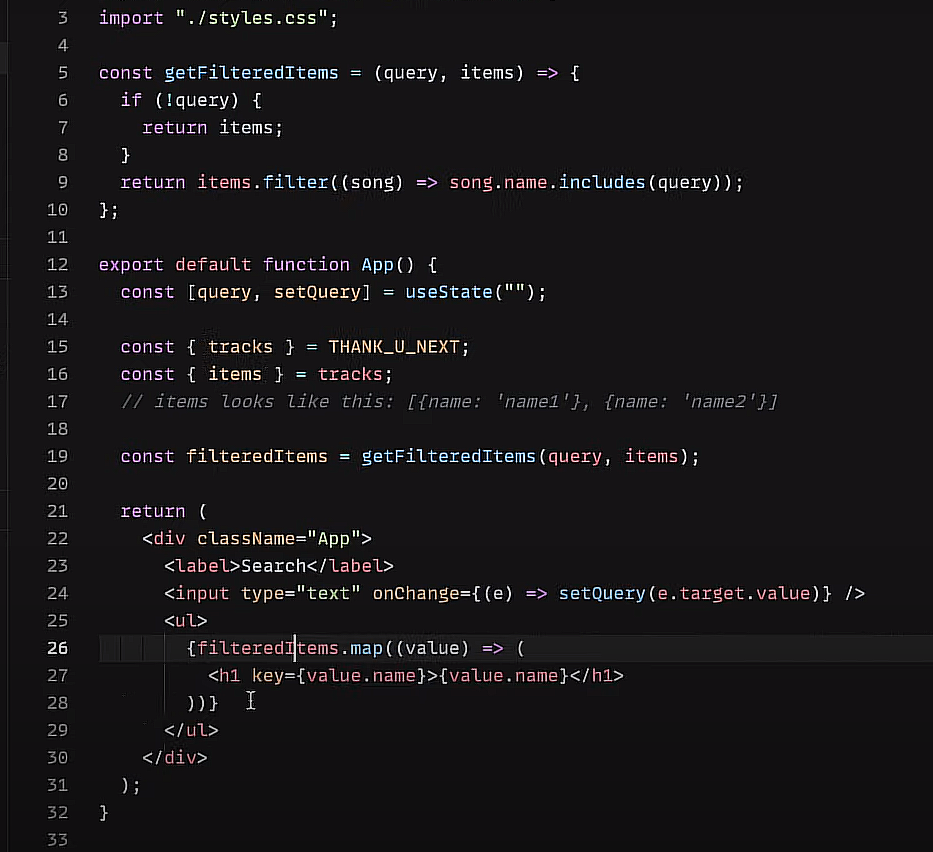 3 import "./styles.css";
4
5 const getFilteredItems = (query, items) => {
6   if (!query) {
7     return items;
8   }
9   return items.filter((song) => song.name.includes(query));
10 };
11
12 export default function App() {
13   const [query, setQuery] = useState("");
14
15   const { tracks } = THANK_U_NEXT;
16   const { items } = tracks;
17   // items looks like this: [{name: 'name1'}, {name: 'name2'}]
18
19   const filteredItems = getFilteredItems(query, items);
20
21   return (
22     <div className="App">
23       <label>Search</label>
24       <input type="text" onChange={(e) => setQuery(e.target.value)} />
25       <ul>
26         {filteredItems.map((value) => (
27           <h1 key={value.name}>{value.name}</h1>
28         ))}
29       </ul>
30     </div>
31   );
32 }
33